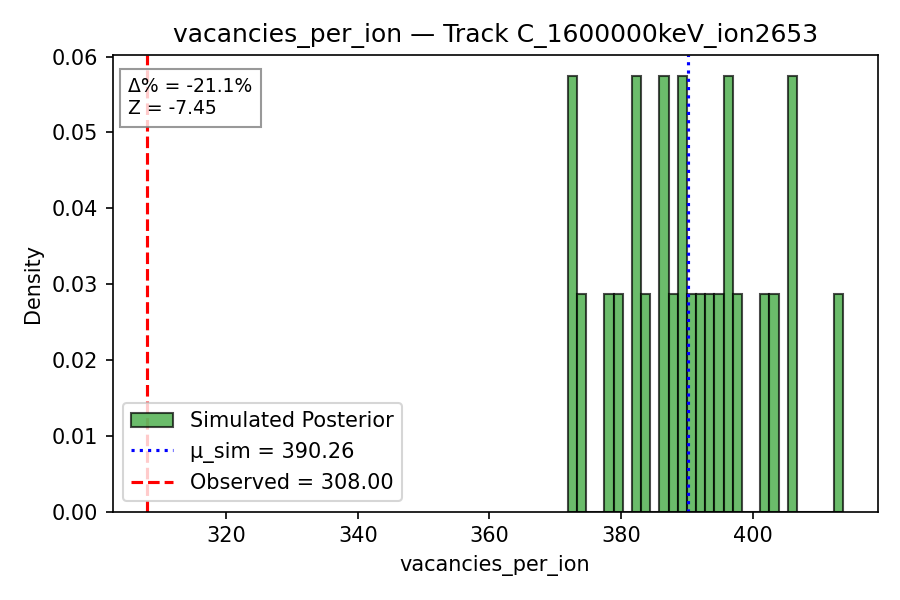 vacancies_per_ion — Track C_1600000keV_ion2653
Δ% = -21.1%
Z = -7.45
0.06
0.05
0.04
0.03
0.02
0.01
0.00
Density
Simulated Posterior
μ_sim = 390.26
Observed = 308.00
320
340
360
380
400
vacancies_per_ion